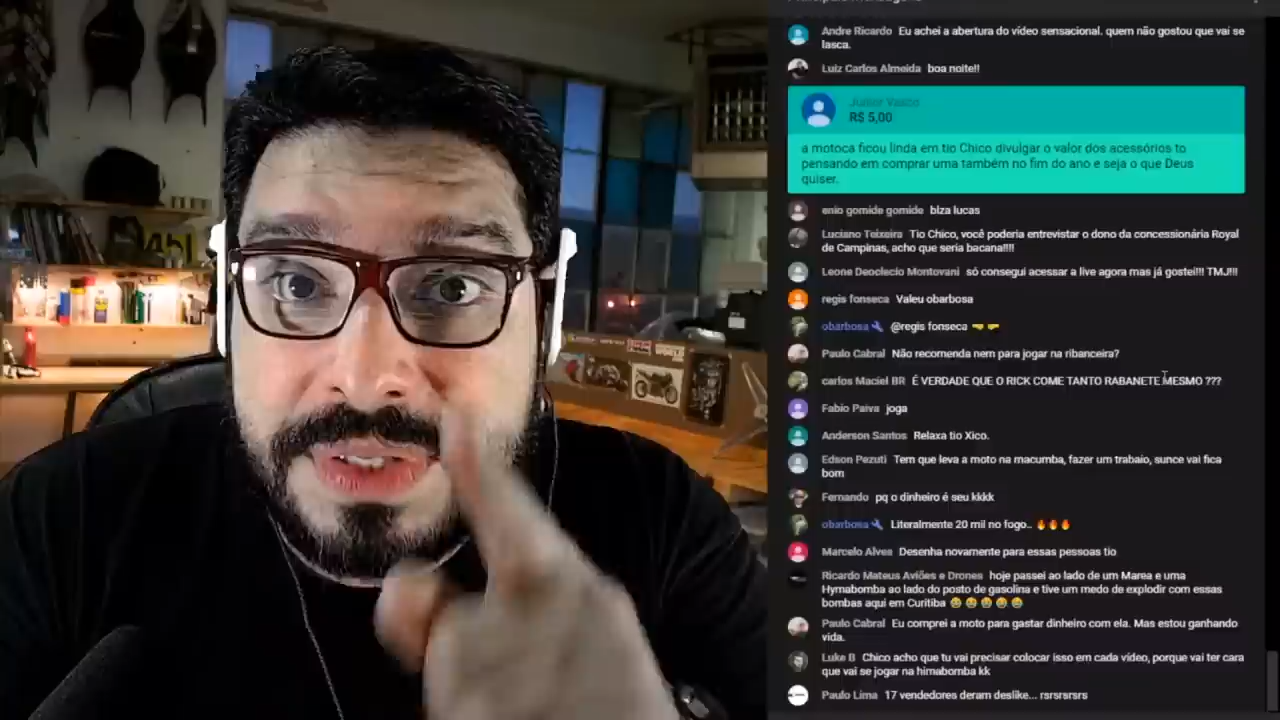 Andre Ricardo Eu achei a abertura do vídeo sensacional. quem não gostou que vai se
lasca.
Luiz Carlos Almeida boa noite!!
Junior Vasco
R$ 5,00
a motoca ficou linda em tio Chico divulgar o valor dos acessórios to
pensando em comprar uma também no fim do ano e seja o que Deus
quiser.
enio gomide gomide blza lucas
Luciano Teixeira Tio Chico, você poderia entrevistar o dono da concessionária Royal
de Campinas, acho que seria bacana!!!!
Leone Deoclecio Montovani só consegui acessar a live agora mas já gostei!!! TMJ!!!
regis fonseca Valeu obarbosa
obarbosa @regis fonseca 🤜 🤛
Paulo Cabral Não recomenda nem para jogar na ribanceira?
carlos Maciel BR É VERDADE QUE O RICK COME TANTO RABANETE MESMO ???
Fabio Paiva joga
Anderson Santos Relaxa tio Xico.
Edson Pezuti Tem que leva a moto na macumba, fazer um trabaio, sunce vai fica
bom
Fernando pq o dinheiro é seu kkkk
obarbosa Literalmente 20 mil no fogo.. 🔥🔥🔥
Marcelo Alves Desenha novamente para essas pessoas tio
Ricardo Mateus Aviões e Drones hoje passei ao lado de um Marea e uma
Hymabomba ao lado do posto de gasolina e tive um medo de explodir com essas
bombas aqui em Curitiba 😂😂😂😂😂
Paulo Cabral Eu comprei a moto para gastar dinheiro com ela. Mas estou ganhando
vida.
Luke B Chico acho que tu vai precisar colocar isso em cada vídeo, porque vai ter cara
que vai se jogar na himabomba kk
Paulo Lima 17 vendedores deram deslike... rsrsrsrsrs